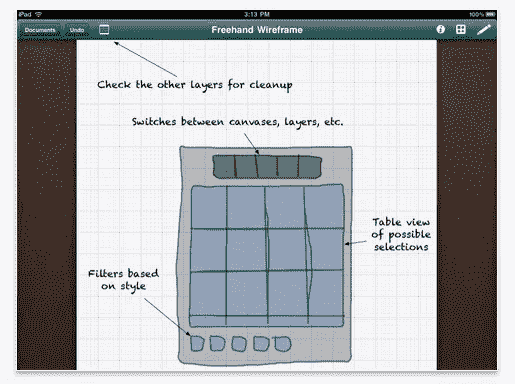 iPad
3:13 PM
100%
Documents
Undo
Freehand Wireframe
Check the other layers for cleanup
Switches between canvases, layers, etc.
Table view
of possible
selections
Filters based
on style